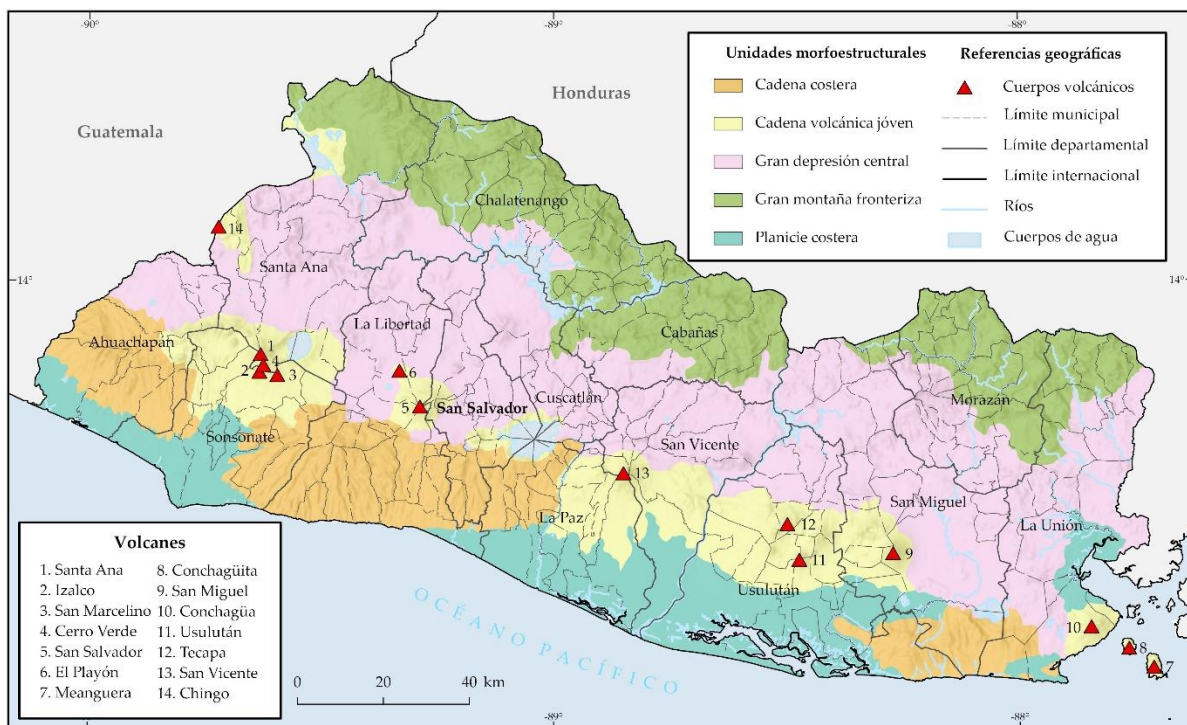 -90°
-89°
-88°
Guatemala
Honduras
Unidades morfoestructurales
Cadena costera
Cadena volcánica jóven
Gran depresión central
Gran montaña fronteriza
Planicie costera
Referencias geográficas
Cuerpos volcánicos
Límite municipal
Límite departamental
Límite internacional
Ríos
Cuerpos de agua
14°
14°
Chalatenango
14
Santa Ana
La Libertad
Cabañas
Ahuachapán
1
4
2
3
6
Morazán
Cuscatlán
5
San Salvador
Sonsonate
San Vicente
13
San Miguel
La Paz
12
La Unión
11
9
Usulután
10
8
7
OCÉANO PACÍFICO
Volcanes
1. Santa Ana
2. Izalco
3. San Marcelino
4. Cerro Verde
5. San Salvador
6. El Playón
7. Meanguera
8. Conchagüita
9. San Miguel
10. Conchagüa
11. Usulután
12. Tecapa
13. San Vicente
14. Chingo
0 20 40 km
-89°
-88°